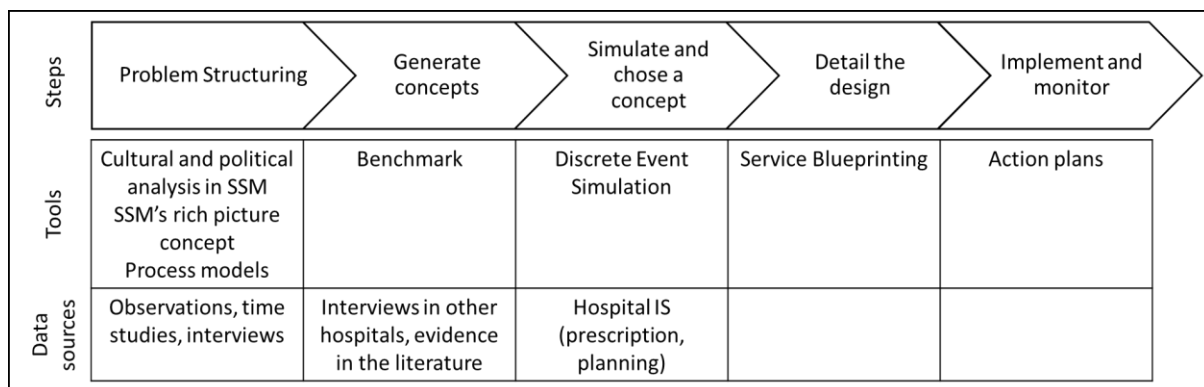 Steps
Problem Structuring
Generate
concepts
Simulate and
chose a
concept
Detail the
design
Implement and
monitor
Tools
Cultural and political
analysis in SSM
SSM's rich picture
concept
Process models
Benchmark
Discrete Event
Simulation
Service Blueprinting
Action plans
Data
sources
Observations, time
studies, interviews
Interviews in other
hospitals, evidence
in the literature
Hospital IS
(prescription,
planning)